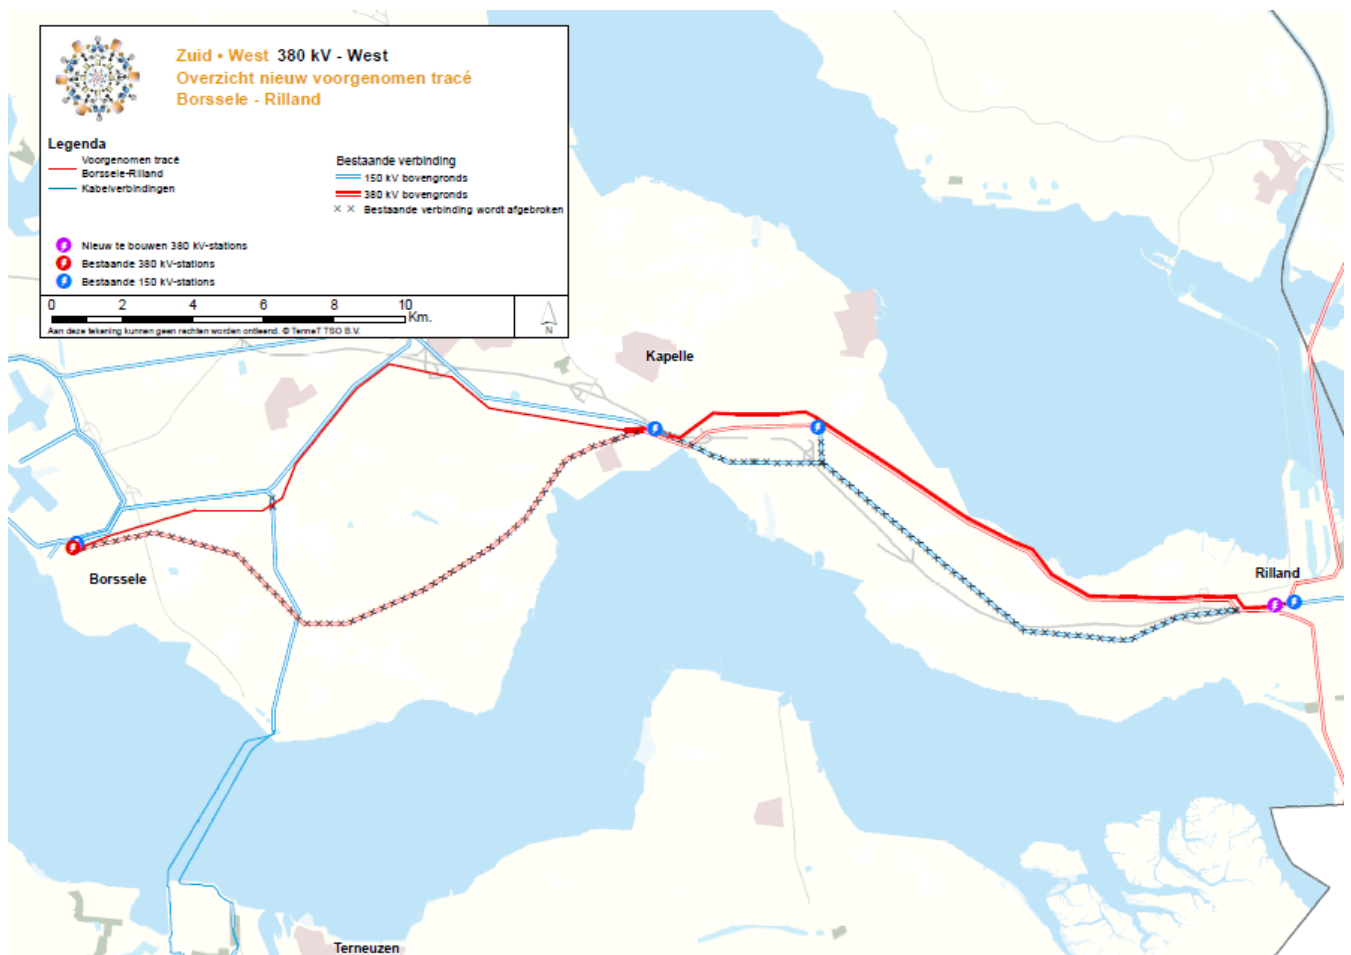 Zuid • West 380 kV - West
Overzicht nieuw voorgenomen tracé
Borssele - Rilland
Legenda
Voorgenomen tracé
Borssele-Rilland
Kabelverbindingen
Bestaande verbinding
150 kV bovengronds
380 kV bovengronds
Bestaande verbinding wordt afgebroken
Nieuw te bouwen 380 kV-stations
Bestaande 380 kV-stations
Bestaande 150 kV-stations
0 2 4 6 8 10
Km.
Aan deze tekening kunnen geen rechten worden ontleend. © TenneT TSO B.V.
N
Kapelle
Borssele
Rilland
Terneuzen